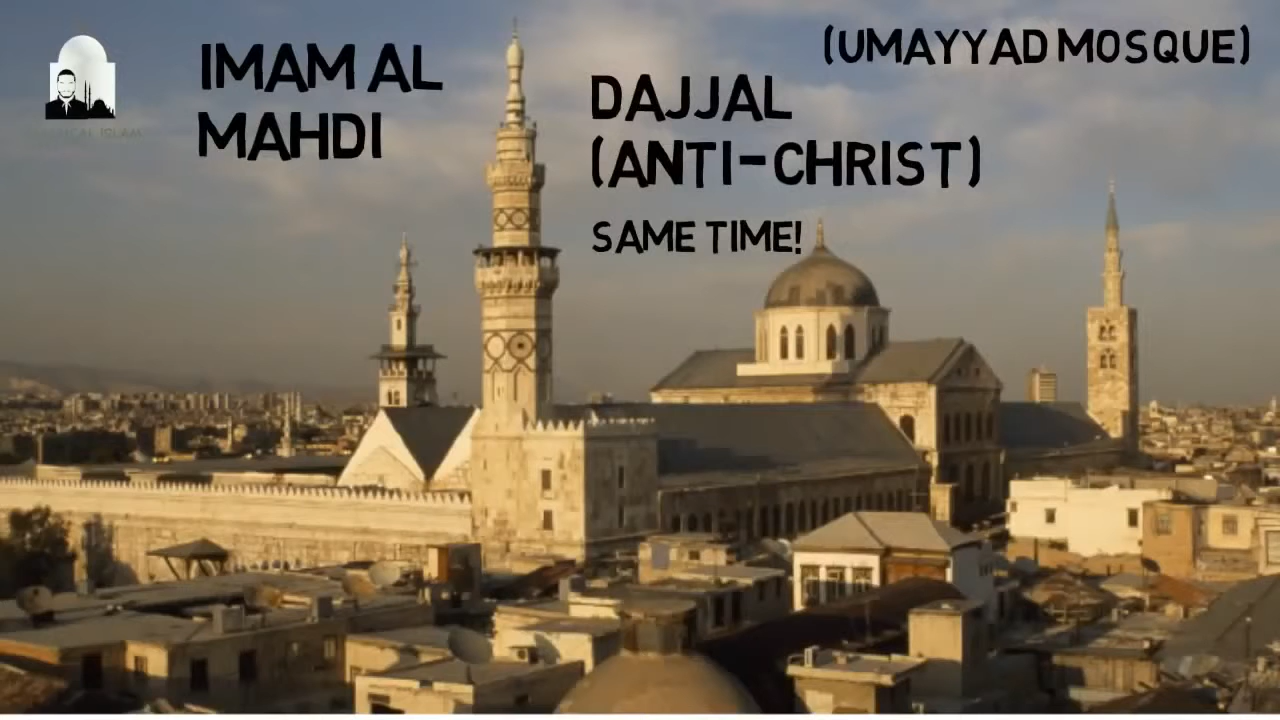 IMAM AL
MAHDI
DAJJAL
(ANTI-CHRIST)
SAME TIME!
(UMAYYAD MOSQUE)